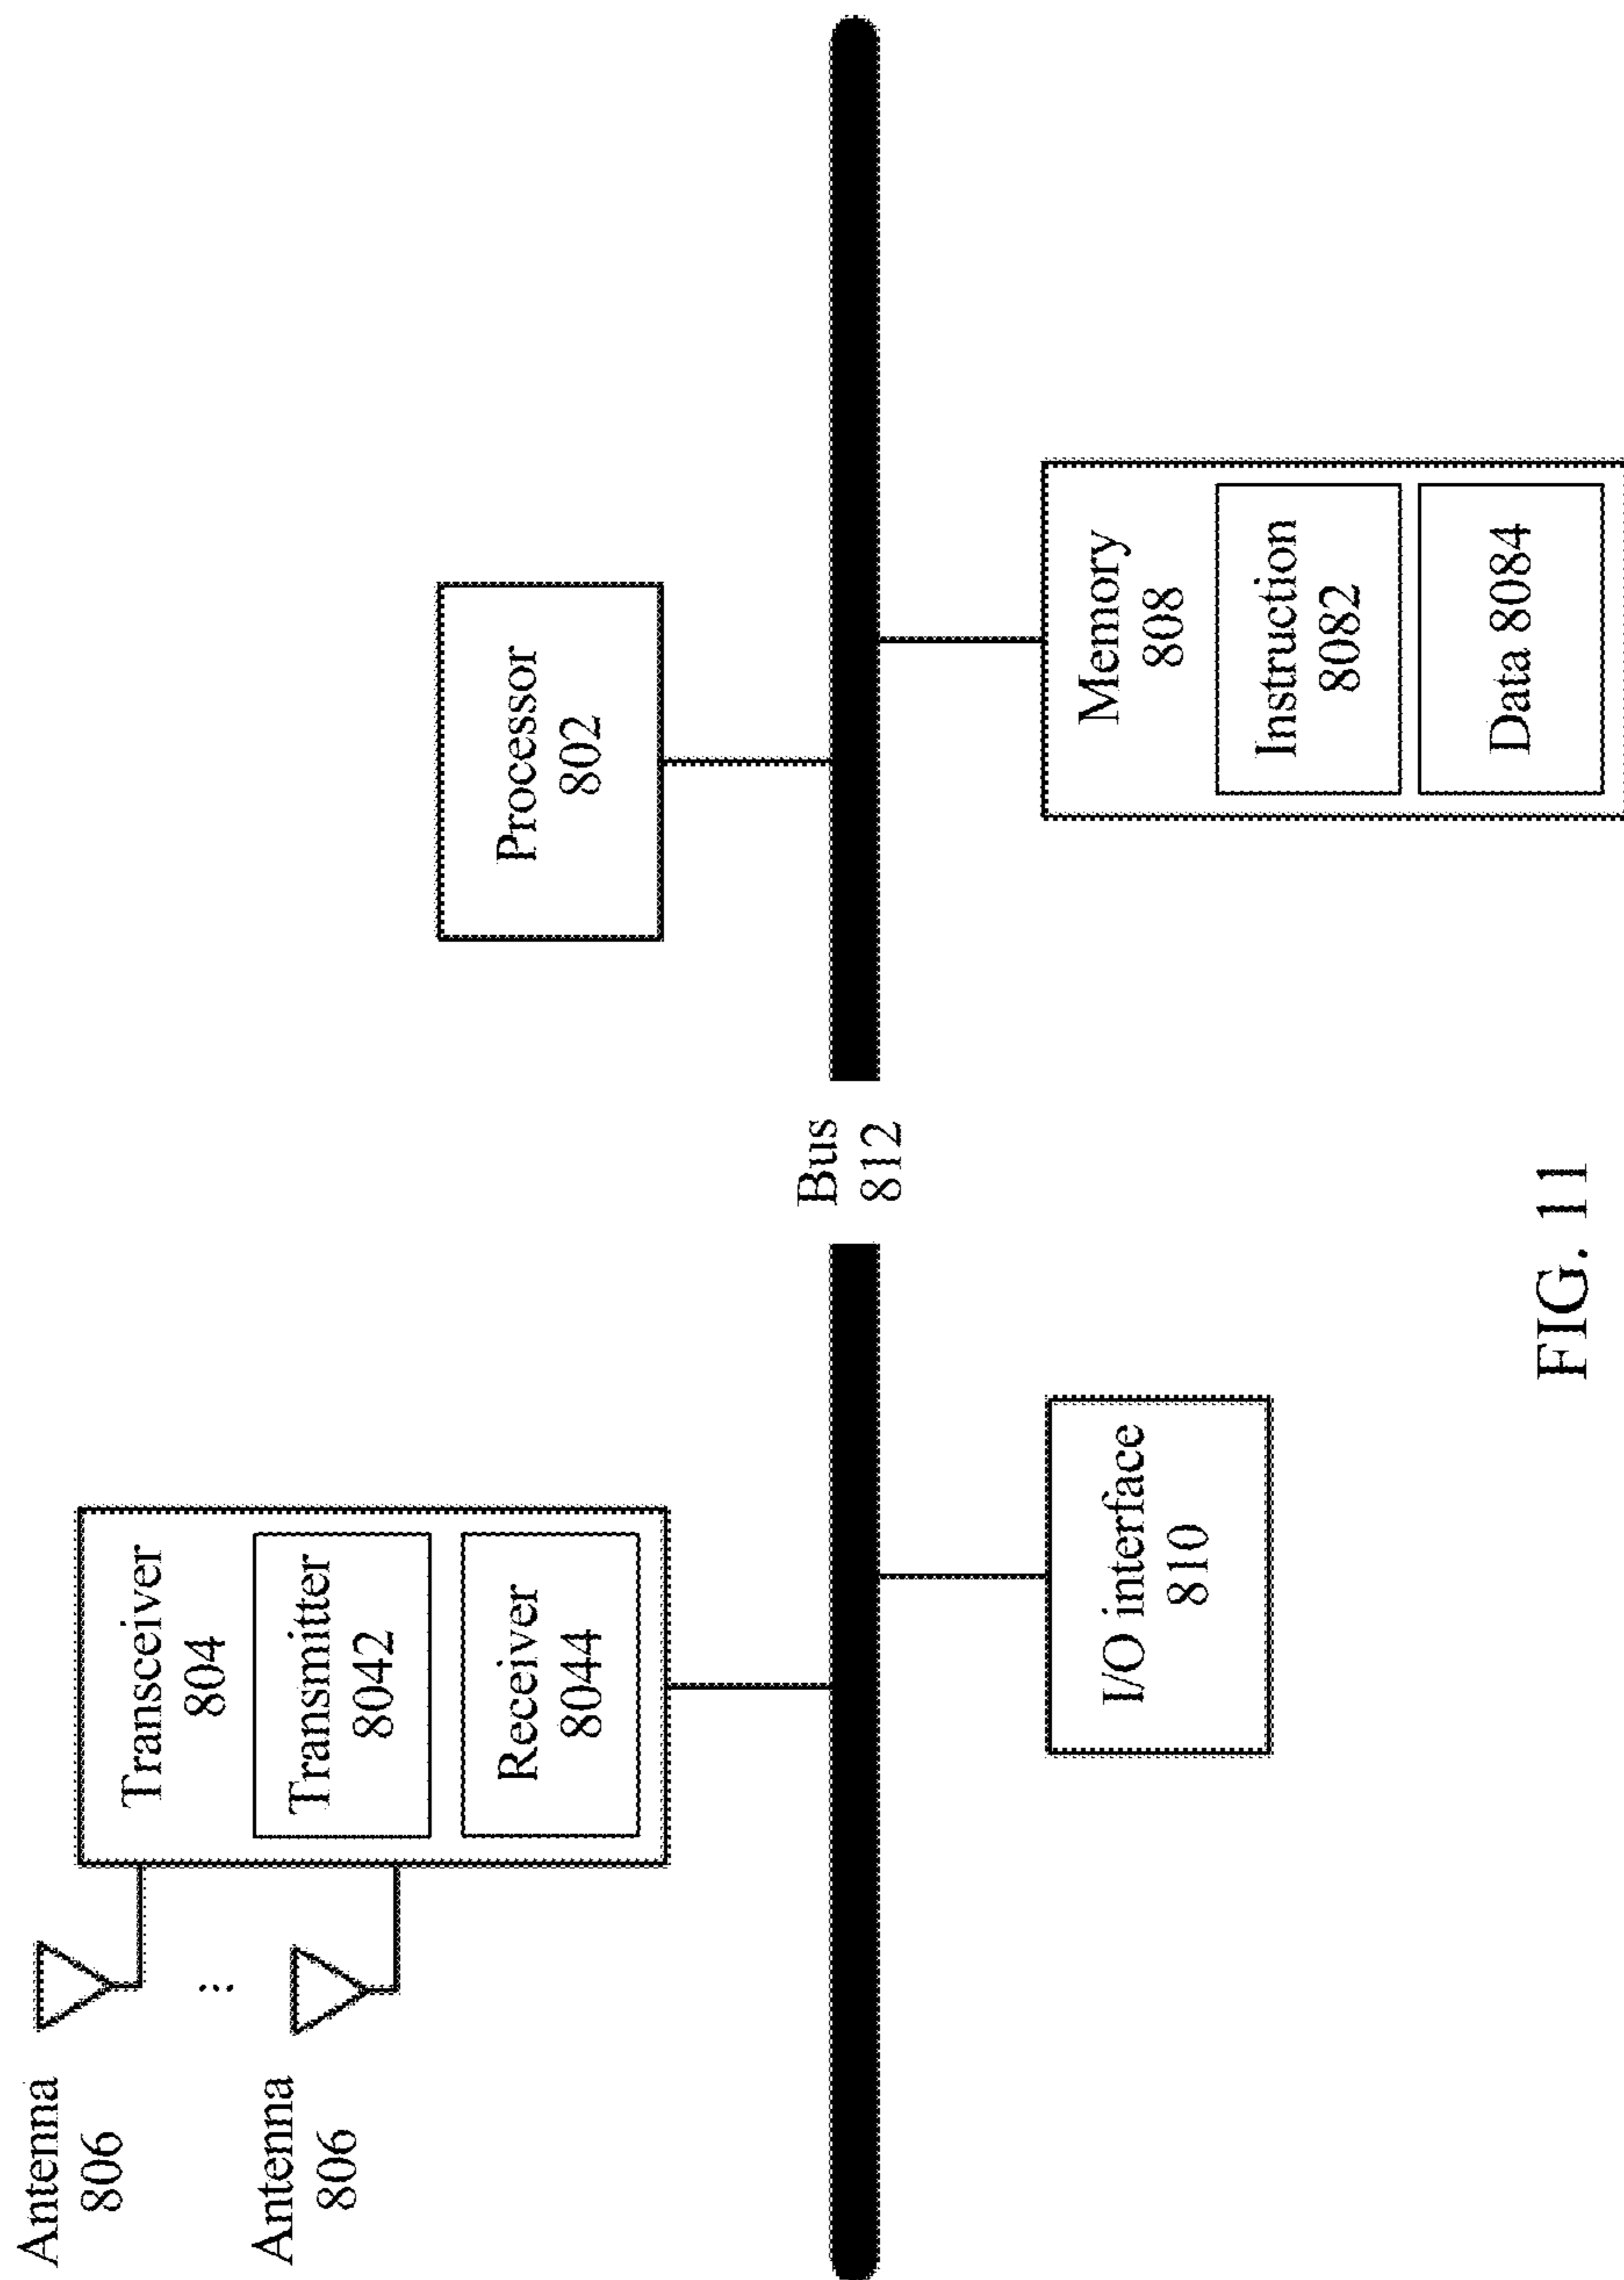 Antenna
806
Antenna
806
Transceiver
804
Transmitter
8042
Receiver
8044
Processor
802
Bus
812
I/O interface
810
Memory
808
Instruction
8082
Data 8084
FIG. 11